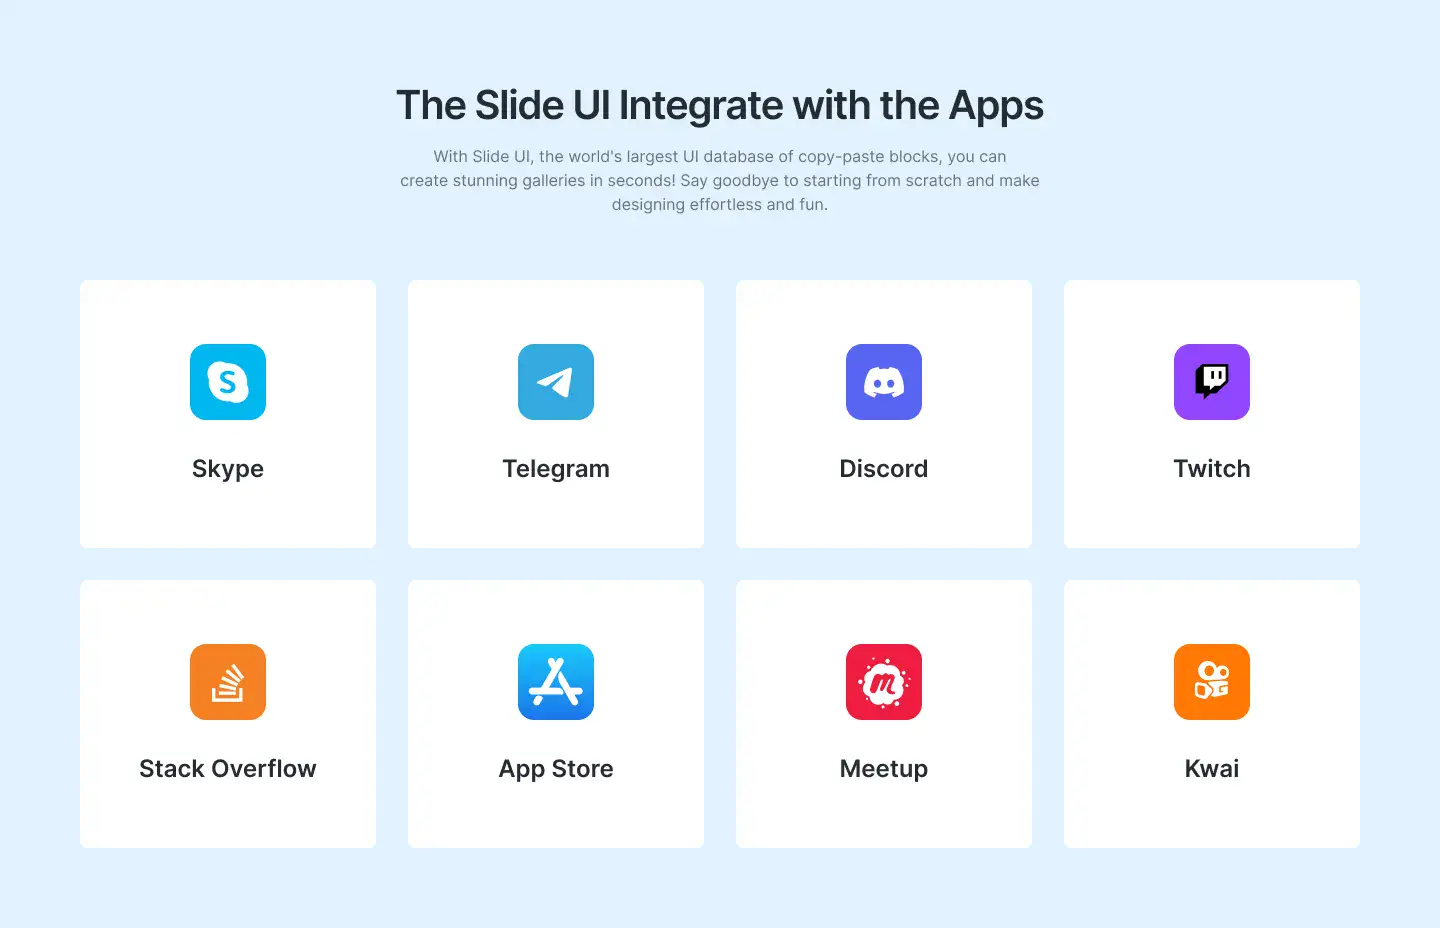 The Slide UI Integrate with the Apps
With Slide UI, the world's largest UI database of copy-paste blocks, you can
create stunning galleries in seconds! Say goodbye to starting from scratch and make
designing effortless and fun.
Skype
Telegram
Discord
Twitch
Stack Overflow
App Store
Meetup
Kwai